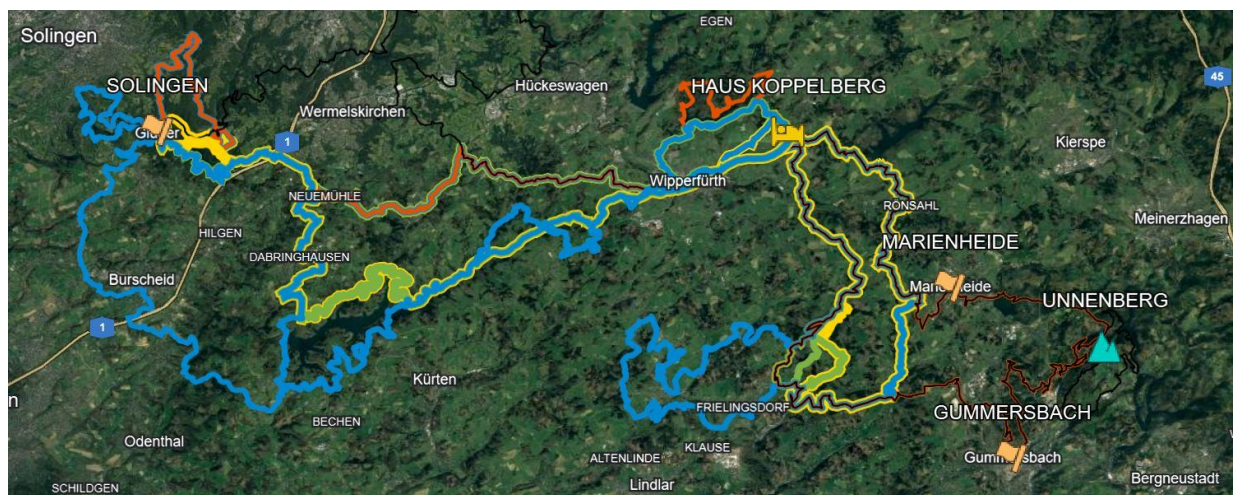 EGEN
Solingen
45
SOLINGEN
Hückeswagen
HAUS KOPPELBERG
Wermelskirchen
1
Kierspe
Wipperfürth
NEUEMÜHLE
RÖNSAHL
Meinerzhagen
HILGEN
MARIENHEIDE
DABRINGHAUSEN
Burscheid
UNNENBERG
1
Kürten
n
FRIELINGSDORF
GUMMERSBACH
BECHEN
Odenthal
KLAUSE
ALTENLINDE
Bergneustadt
SCHILDGEN
Lindlar